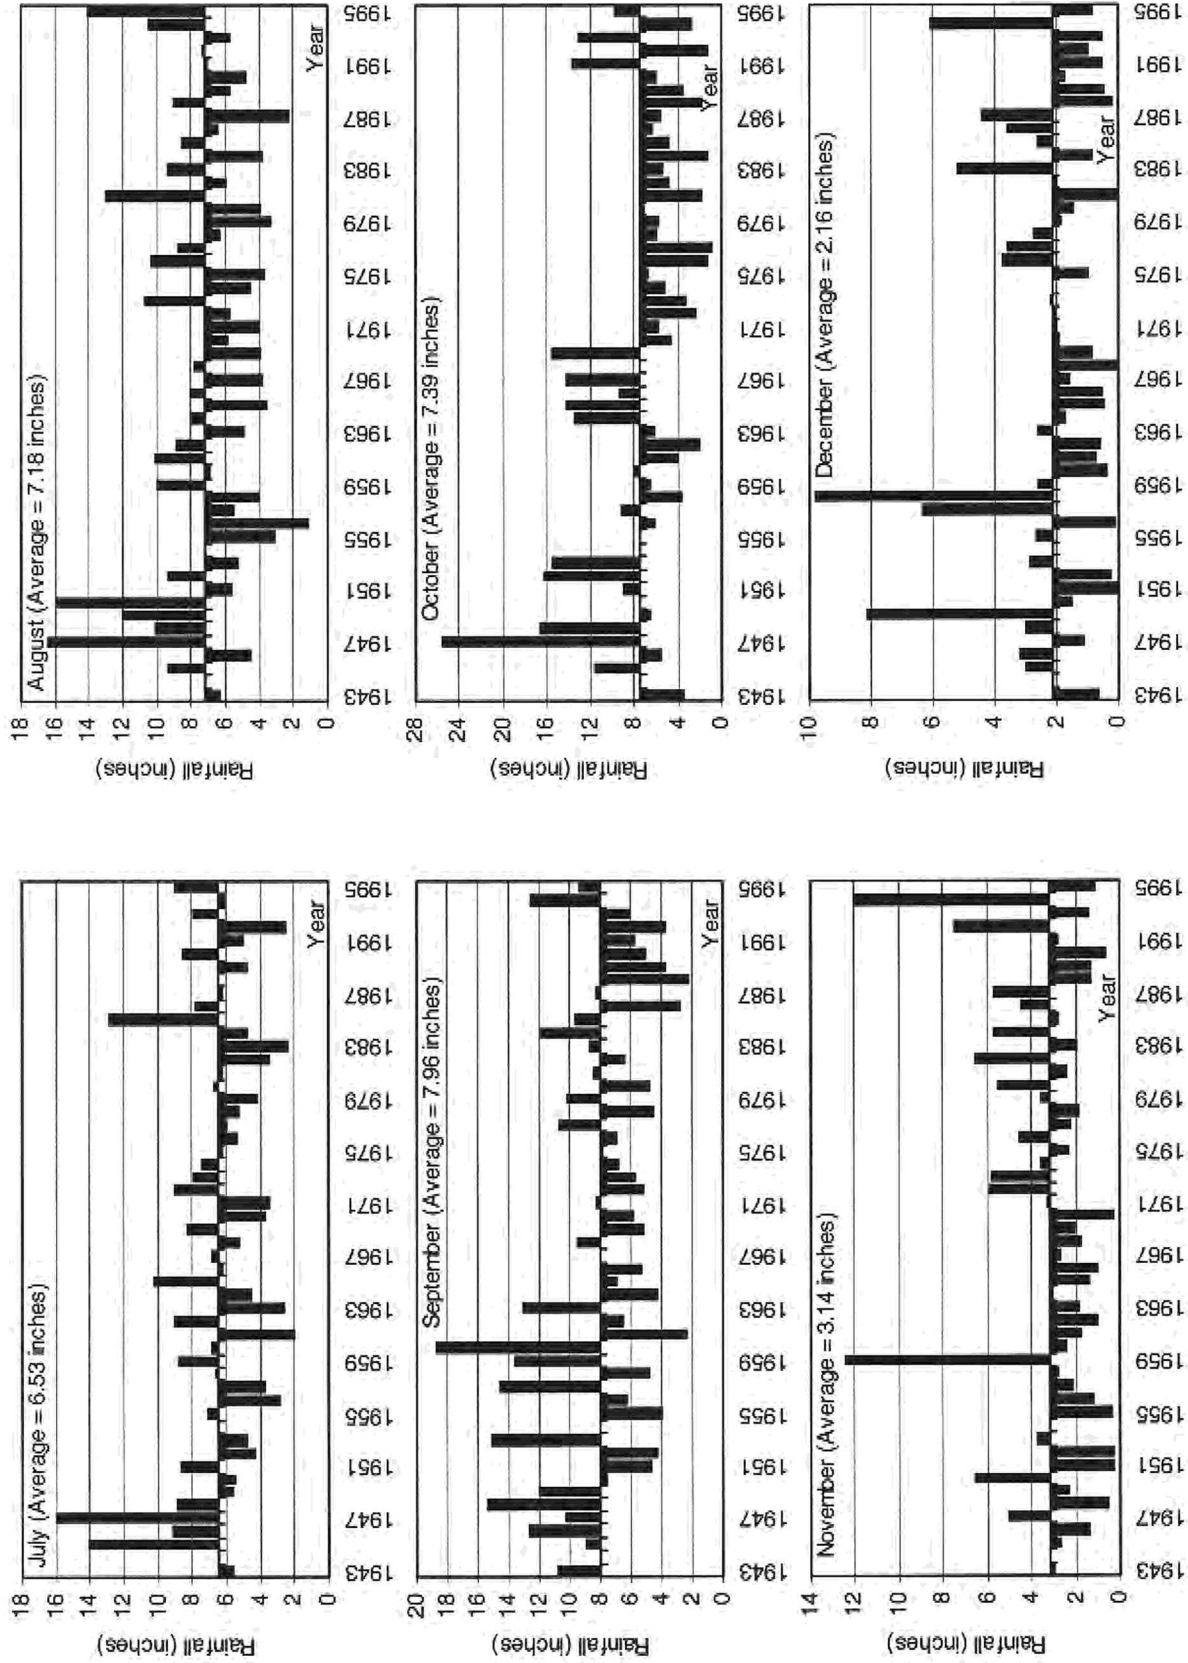 July (Average = 6.53 inches)
Rainfall (inches)
18
16
14
12
10
8
6
4
2
0
Year
1943 1947 1951 1955 1959 1963 1967 1971 1975 1979 1983 1987 1991 1995
August (Average = 7.18 inches)
Rainfall (inches)
18
16
14
12
10
8
6
4
2
0
Year
1943 1947 1951 1955 1959 1963 1967 1971 1975 1979 1983 1987 1991 1995
September (Average = 7.96 inches)
Rainfall (inches)
20
18
16
14
12
10
8
6
4
2
0
Year
1943 1947 1951 1955 1959 1963 1967 1971 1975 1979 1983 1987 1991 1995
October (Average = 7.39 inches)
Rainfall (inches)
28
24
20
16
12
8
4
0
Year
1943 1947 1951 1955 1959 1963 1967 1971 1975 1979 1983 1987 1991 1995
November (Average = 3.14 inches)
Rainfall (inches)
14
12
10
8
6
4
2
0
Year
1943 1947 1951 1955 1959 1963 1967 1971 1975 1979 1983 1987 1991 1995
December (Average = 2.16 inches)
Rainfall (inches)
10
8
6
4
2
0
Year
1943 1947 1951 1955 1959 1963 1967 1971 1975 1979 1983 1987 1991 1995